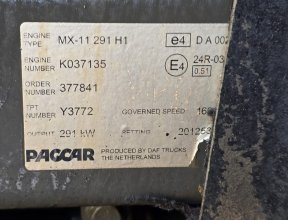 ENGINE TYPE MX-11 291 H1 e4 D A 002
ENGINE NUMBER K037135 E4 24R-03
0.51
ORDER NUMBER 377841
TPT NUMBER Y3772 GOVERNED SPEED
OUTPUT 291 kW SETTING
PACCAR PRODUCED BY DAF TRUCKS
THE NETHERLANDS